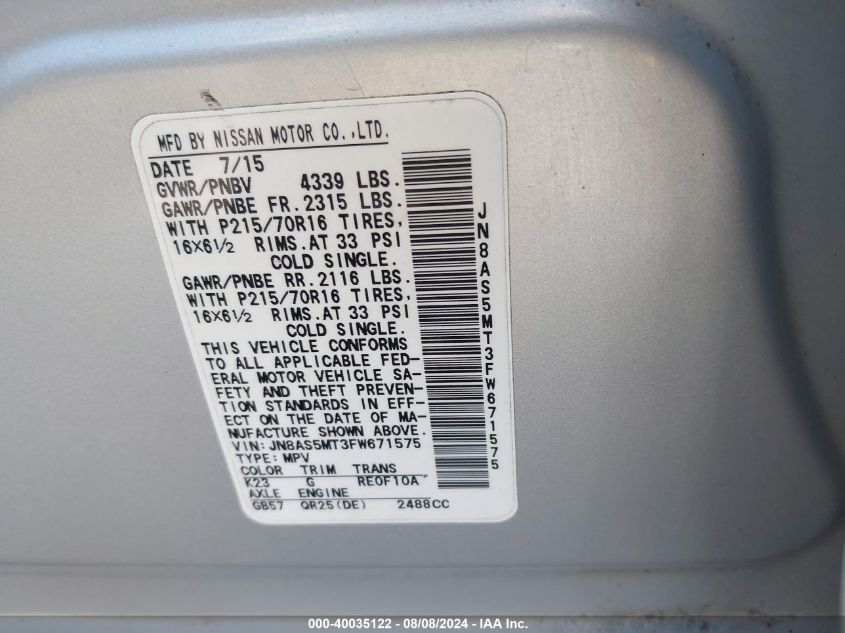 MFD BY NISSAN MOTOR CO.,LTD.
DATE 7/15
GVWR/PNBV 4339 LBS.
GAWR/PNBE FR.2315 LBS.
WITH P215/70R16 TIRES,
16X6½ RIMS.AT 33 PSI
COLD SINGLE.
GAWR/PNBE RR.2116 LBS.
WITH P215/70R16 TIRES,
16X6½ RIMS.AT 33 PSI
COLD SINGLE.
THIS VEHICLE CONFORMS
TO ALL APPLICABLE FED-
ERAL MOTOR VEHICLE SA-
FETY AND THEFT PREVEN-
TION STANDARDS IN EFF-
ECT ON THE DATE OF MA-
NUFACTURE SHOWN ABOVE.
VIN: JN8AS5MT3FW671575
TYPE: MPV
COLOR TRIM TRANS
K23 G RE0F10A
AXLE ENGINE
GB57 QR25(DE) 2488CC
JN8AS5MT3FW671575
000-40035122 - 08/08/2024 - IAA Inc.